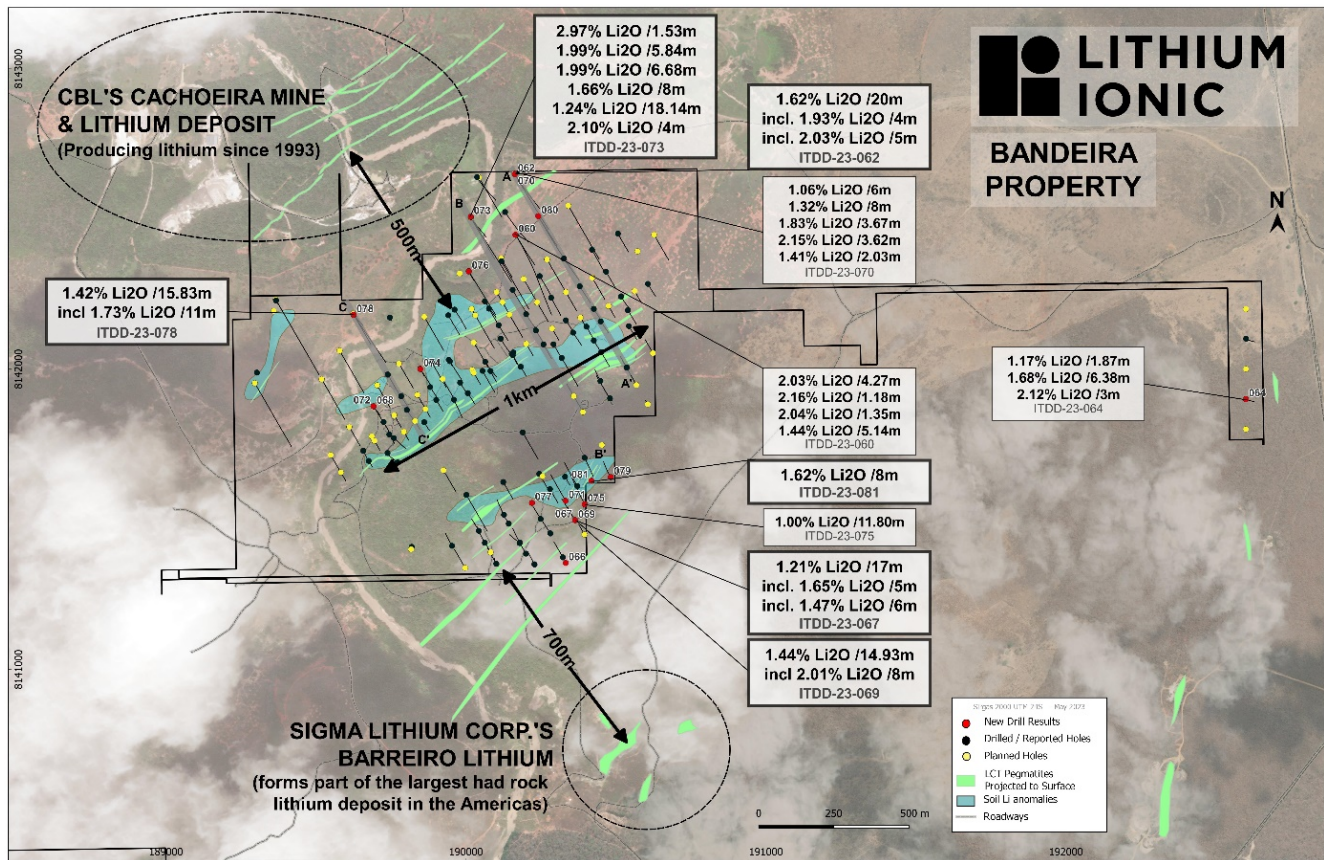 LITHIUM
IONIC
BANDEIRA
PROPERTY
N
CBL'S CACHOEIRA MINE
& LITHIUM DEPOSIT
(Producing lithium since 1993)
2.97% Li2O /1.53m
1.99% Li2O /5.84m
1.99% Li2O /6.68m
1.66% Li2O /8m
1.24% Li2O /18.14m
2.10% Li2O /4m
ITDD-23-073
1.62% Li2O /20m
incl. 1.93% Li2O /4m
incl. 2.03% Li2O /5m
ITDD-23-062
1.06% Li2O /6m
1.32% Li2O /8m
1.83% Li2O /3.67m
2.15% Li2O /3.62m
1.41% Li2O /2.03m
ITDD-23-070
1.42% Li2O /15.83m
incl 1.73% Li2O /11m
ITDD-23-078
2.03% Li2O /4.27m
2.16% Li2O /1.18m
2.04% Li2O /1.35m
1.44% Li2O /5.14m
ITDD-23-060
1.17% Li2O /1.87m
1.68% Li2O /6.38m
2.12% Li2O /3m
ITDD-23-064
1.62% Li2O /8m
ITDD-23-081
1.00% Li2O /11.80m
ITDD-23-075
1.21% Li2O /17m
incl. 1.65% Li2O /5m
incl. 1.47% Li2O /6m
ITDD-23-067
1.44% Li2O /14.93m
incl 2.01% Li2O /8m
ITDD-23-069
500m
1km
700m
A
062
070
B
073
080
060
076
C
078
074
072
068
A'
C'
064
B'
081
079
077
071
075
067
069
066
SIGMA LITHIUM CORP.'S
BARREIRO LITHIUM
(forms part of the largest had rock
lithium deposit in the Americas)
May 2023
New Drill Results
Drilled / Reported Holes
Planned Holes
LCT Pegmatites
Projected to Surface
Soil Li anomalies
Roadways
0
250
500 m
8143000
8142000
8141000
189000
190000
191000
192000